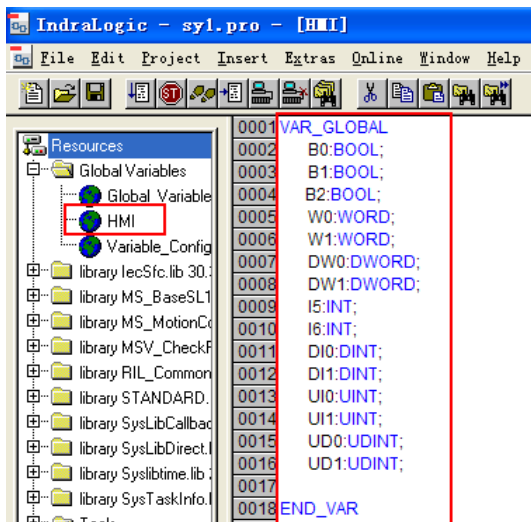 IndraLogic - sy1.pro - [HMI]
File Edit Project Insert Extras Online Window Help
Resources
Global Variables
Global_Variable
HMI
Variable_Config
library IecSfc.lib 30.
library MS_BaseSL1
library MS_MotionCo
library MSV_CheckF
library RIL_Common
library STANDARD.
library SysLibCallbac
library SysLibDirect.l
library Syslibtime.lib
library SysTaskInfo.l
0001 VAR_GLOBAL
0002 B0:BOOL;
0003 B1:BOOL;
0004 B2:BOOL;
0005 W0:WORD;
0006 W1:WORD;
0007 DW0:DWORD;
0008 DW1:DWORD;
0009 I5:INT;
0010 I6:INT;
0011 DI0:DINT;
0012 DI1:DINT;
0013 UI0:UINT;
0014 UI1:UINT;
0015 UD0:UDINT;
0016 UD1:UDINT;
0017
0018 END_VAR